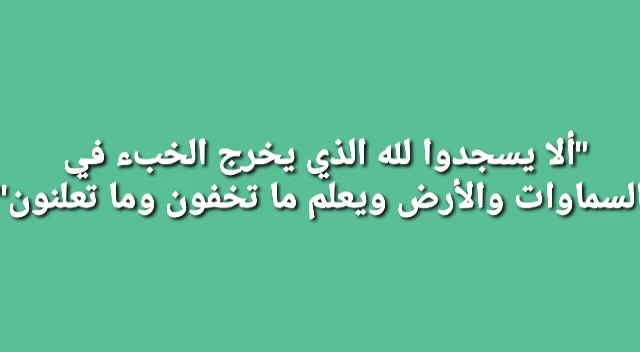 "ألا يسجدوا لله الذي يخرج الخبء في
السماوات والأرض ويعلم ما تخفون وما تعلنون"